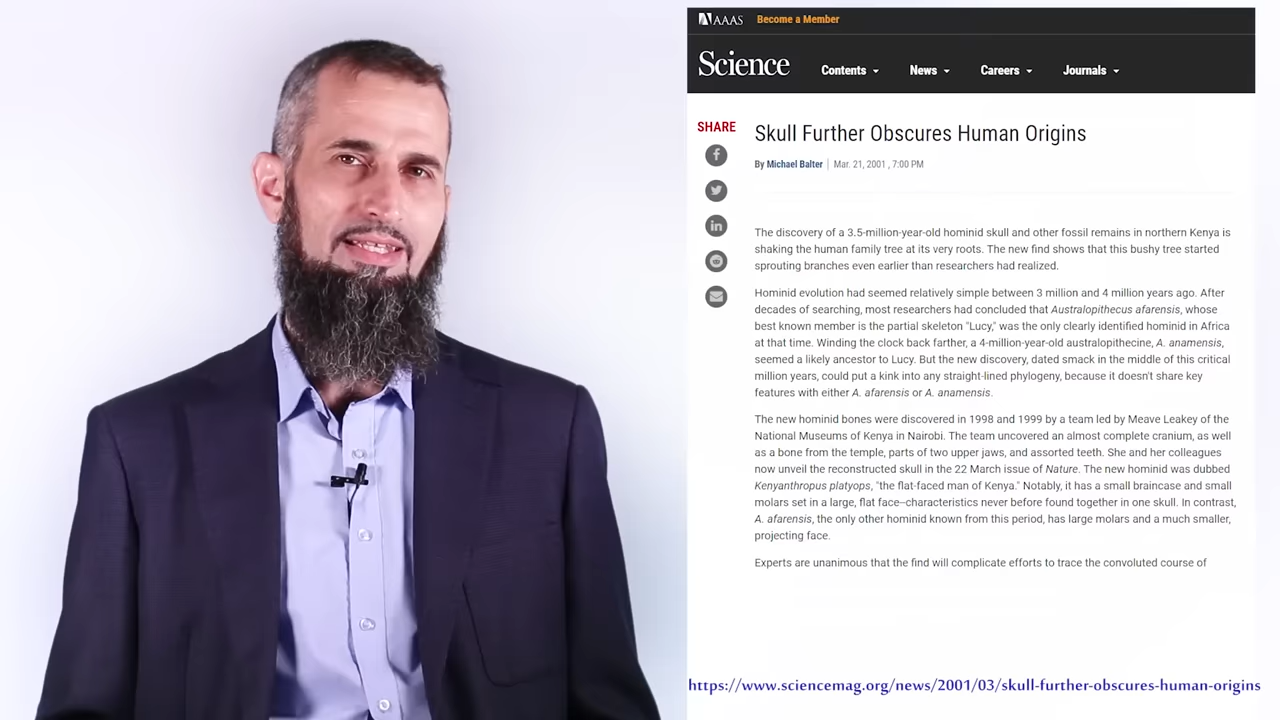 AAAS Become a Member
Science Contents News Careers Journals
SHARE
Skull Further Obscures Human Origins
By Michael Balter | Mar. 21, 2001 , 7:00 PM
The discovery of a 3.5-million-year-old hominid skull and other fossil remains in northern Kenya is
shaking the human family tree at its very roots. The new find shows that this bushy tree started
sprouting branches even earlier than researchers had realized.
Hominid evolution had seemed relatively simple between 3 million and 4 million years ago. After
decades of searching, most researchers had concluded that Australopithecus afarensis, whose
best known member is the partial skeleton "Lucy," was the only clearly identified hominid in Africa
at that time. Winding the clock back farther, a 4-million-year-old australopithecine, A. anamensis,
seemed a likely ancestor to Lucy. But the new discovery, dated smack in the middle of this critical
million years, could put a kink into any straight-lined phylogeny, because it doesn't share key
features with either A. afarensis or A. anamensis.
The new hominid bones were discovered in 1998 and 1999 by a team led by Meave Leakey of the
National Museums of Kenya in Nairobi. The team uncovered an almost complete cranium, as well
as a bone from the temple, parts of two upper jaws, and assorted teeth. She and her colleagues
now unveil the reconstructed skull in the 22 March issue of Nature. The new hominid was dubbed
Kenyanthropus platyops, "the flat-faced man of Kenya." Notably, it has a small braincase and small
molars set in a large, flat face--characteristics never before found together in one skull. In contrast,
A. afarensis, the only other hominid known from this period, has large molars and a much smaller,
projecting face.
Experts are unanimous that the find will complicate efforts to trace the convoluted course of
https://www.sciencemag.org/news/2001/03/skull-further-obscures-human-origins